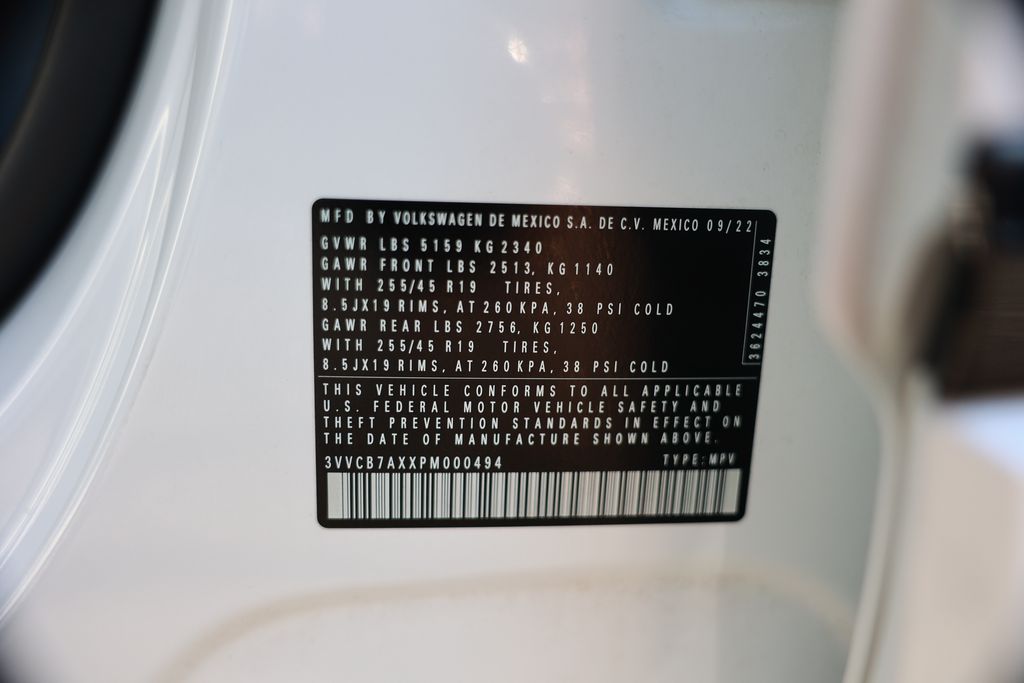 MFD BY VOLKSWAGEN DE MEXICO S.A. DE C.V. MEXICO 09/22
GVWR LBS 5159 KG 2340
GAWR FRONT LBS 2513, KG 1140
WITH 255/45 R19 TIRES,
8.5JX19 RIMS, AT 260 KPA, 38 PSI COLD
GAWR REAR LBS 2756, KG 1250
WITH 255/45 R19 TIRES,
8.5JX19 RIMS, AT 260 KPA, 38 PSI COLD
3624470 3834
THIS VEHICLE CONFORMS TO ALL APPLICABLE
U.S. FEDERAL MOTOR VEHICLE SAFETY AND
THEFT PREVENTION STANDARDS IN EFFECT ON
THE DATE OF MANUFACTURE SHOWN ABOVE.
3VVCB7AXXPM000494 TYPE:MPV